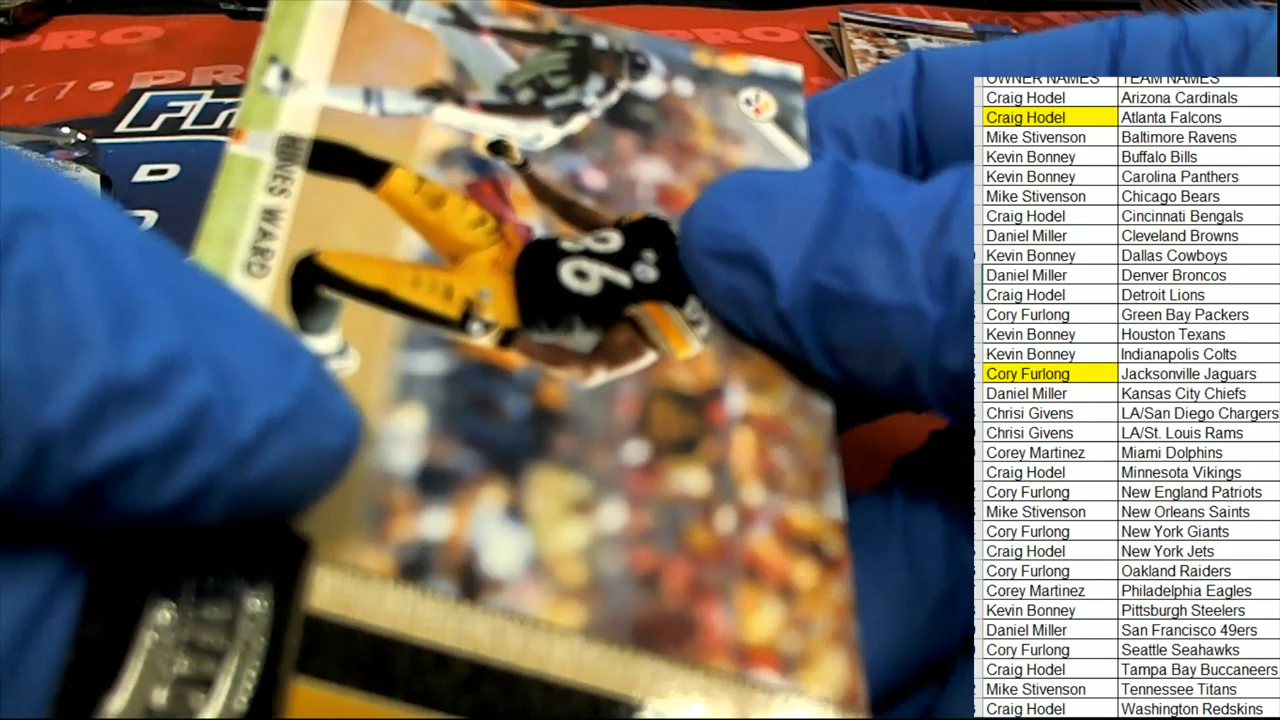 PRO
PRO
PRO
Fr
D
HINES WARD
86
OWNER NAMES TEAM NAMES
Craig Hodel Arizona Cardinals
Craig Hodel Atlanta Falcons
Mike Stivenson Baltimore Ravens
Kevin Bonney Buffalo Bills
Kevin Bonney Carolina Panthers
Mike Stivenson Chicago Bears
Craig Hodel Cincinnati Bengals
Daniel Miller Cleveland Browns
Kevin Bonney Dallas Cowboys
Daniel Miller Denver Broncos
Craig Hodel Detroit Lions
Cory Furlong Green Bay Packers
Kevin Bonney Houston Texans
Kevin Bonney Indianapolis Colts
Cory Furlong Jacksonville Jaguars
Daniel Miller Kansas City Chiefs
Chrisi Givens LA/San Diego Chargers
Chrisi Givens LA/St. Louis Rams
Corey Martinez Miami Dolphins
Craig Hodel Minnesota Vikings
Cory Furlong New England Patriots
Mike Stivenson New Orleans Saints
Cory Furlong New York Giants
Craig Hodel New York Jets
Cory Furlong Oakland Raiders
Corey Martinez Philadelphia Eagles
Kevin Bonney Pittsburgh Steelers
Daniel Miller San Francisco 49ers
Cory Furlong Seattle Seahawks
Craig Hodel Tampa Bay Buccaneers
Mike Stivenson Tennessee Titans
Craig Hodel Washington Redskins